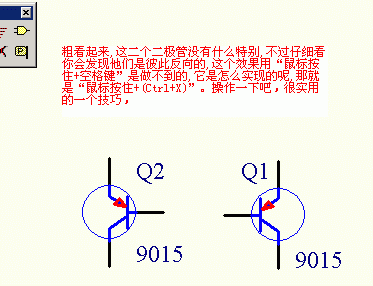 粗看起来,这二个二极管没有什特别,不过仔细看
你会发现他们是彼此反向的,这个效果用“鼠标按
住+空格键”是做不到的,它是怎么实现的呢,那就
是“鼠标按住+(Ctrl+X)”。操作一下吧,很实用
的一个技巧,
Q2
Q1
9015
9015